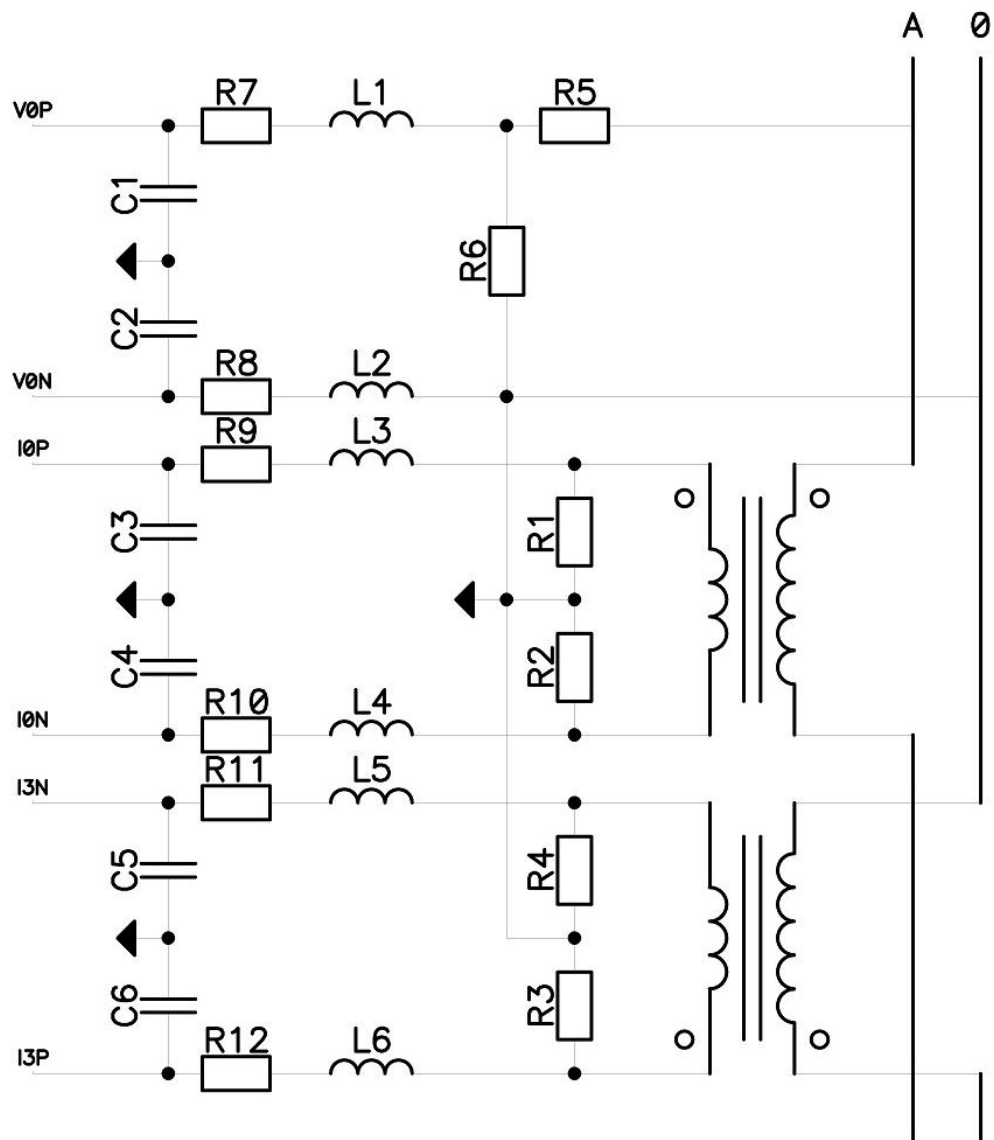 A 0
R7 L1 R5
V0P
C1
R6
C2
R8 L2
V0N
R9 L3
I0P
C3
R1
C4
R2
R10 L4
I0N
R11 L5
I3N
C5
R4
C6
R3
R12 L6
I3P